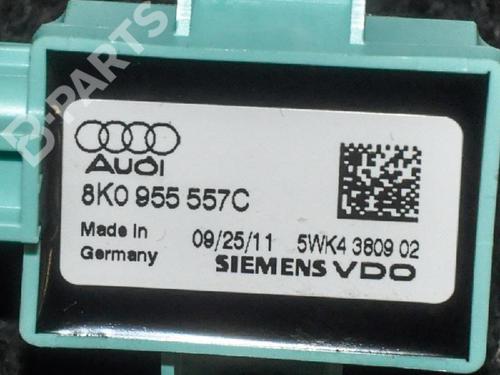 B-PARTS
AUDI
8K0 955 557C
Made in
Germany
09/25/11 5WK4 3809 02
SIEMENS VDO